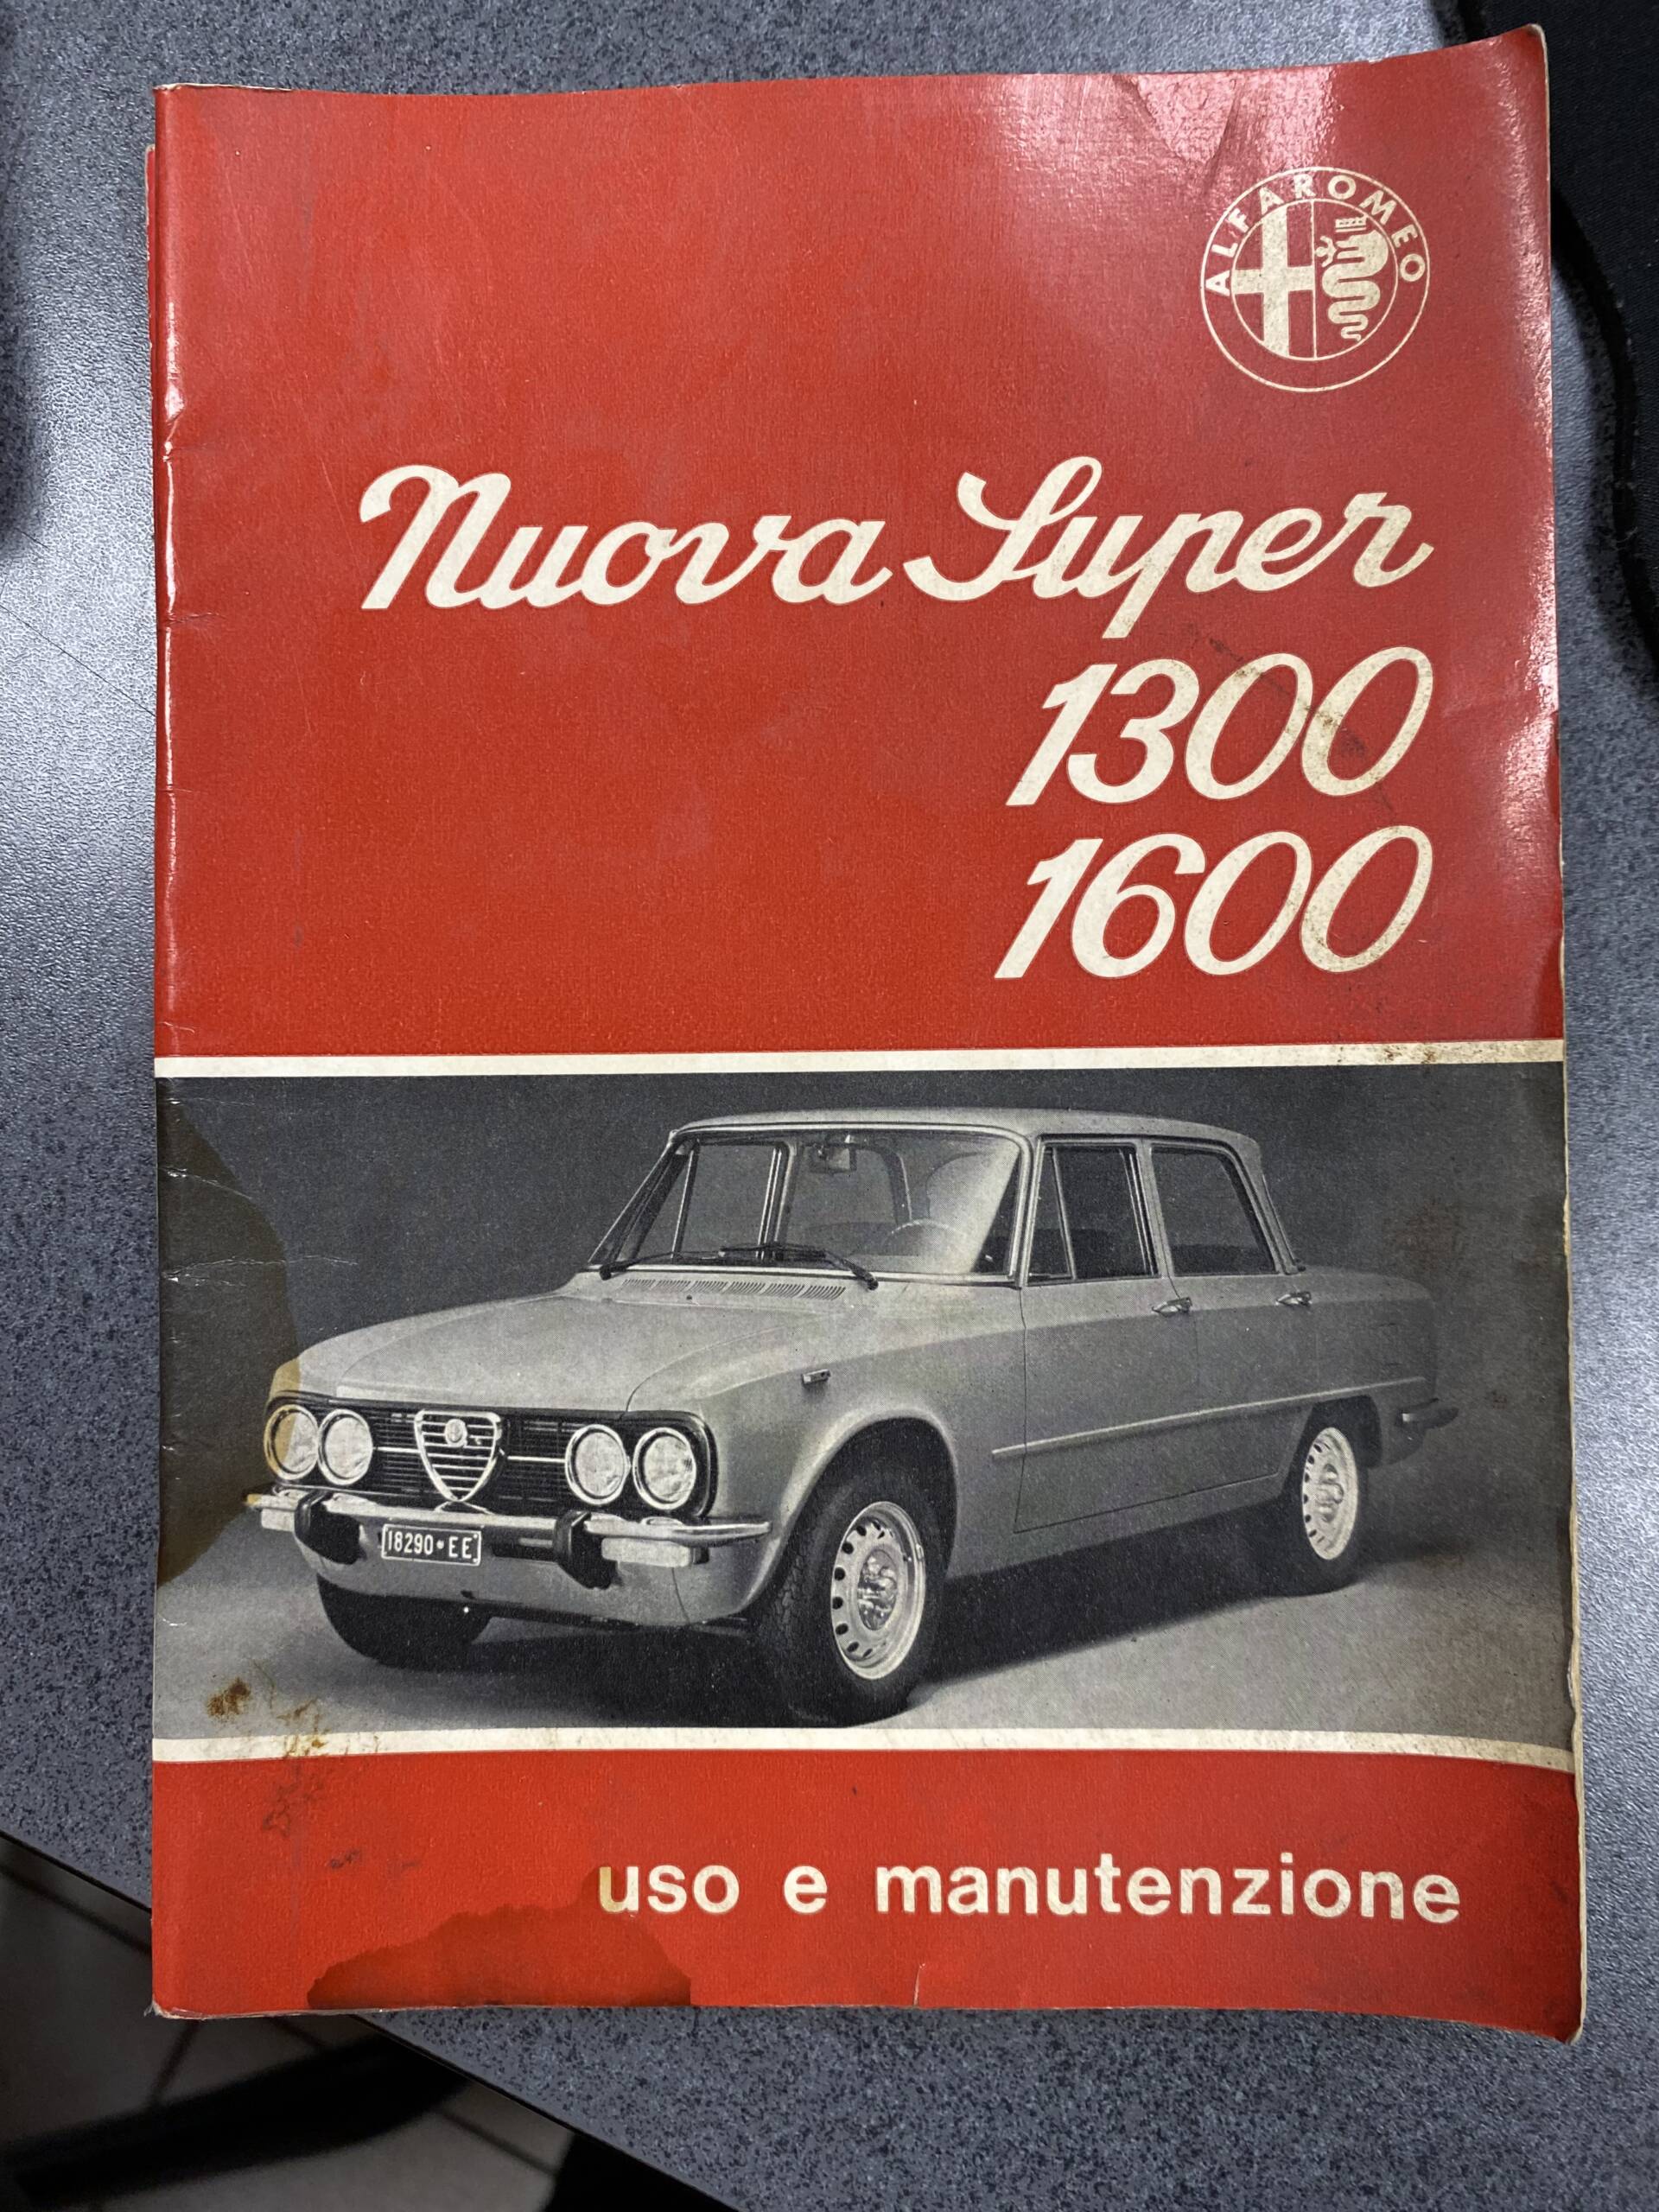 ALFA ROMEO
Nuova Super
1300
1600
18290 EE
uso e manutenzione